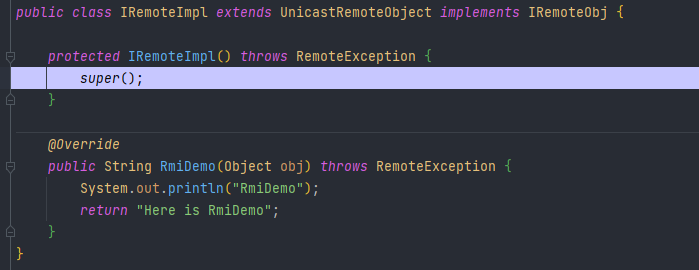 public class IRemoteImpl extends UnicastRemoteObject implements IRemoteObj {
protected IRemoteImpl() throws RemoteException {
super();
}
@Override
public String RmiDemo(Object obj) throws RemoteException {
System.out.println("RmiDemo");
return "Here is RmiDemo";
}
}